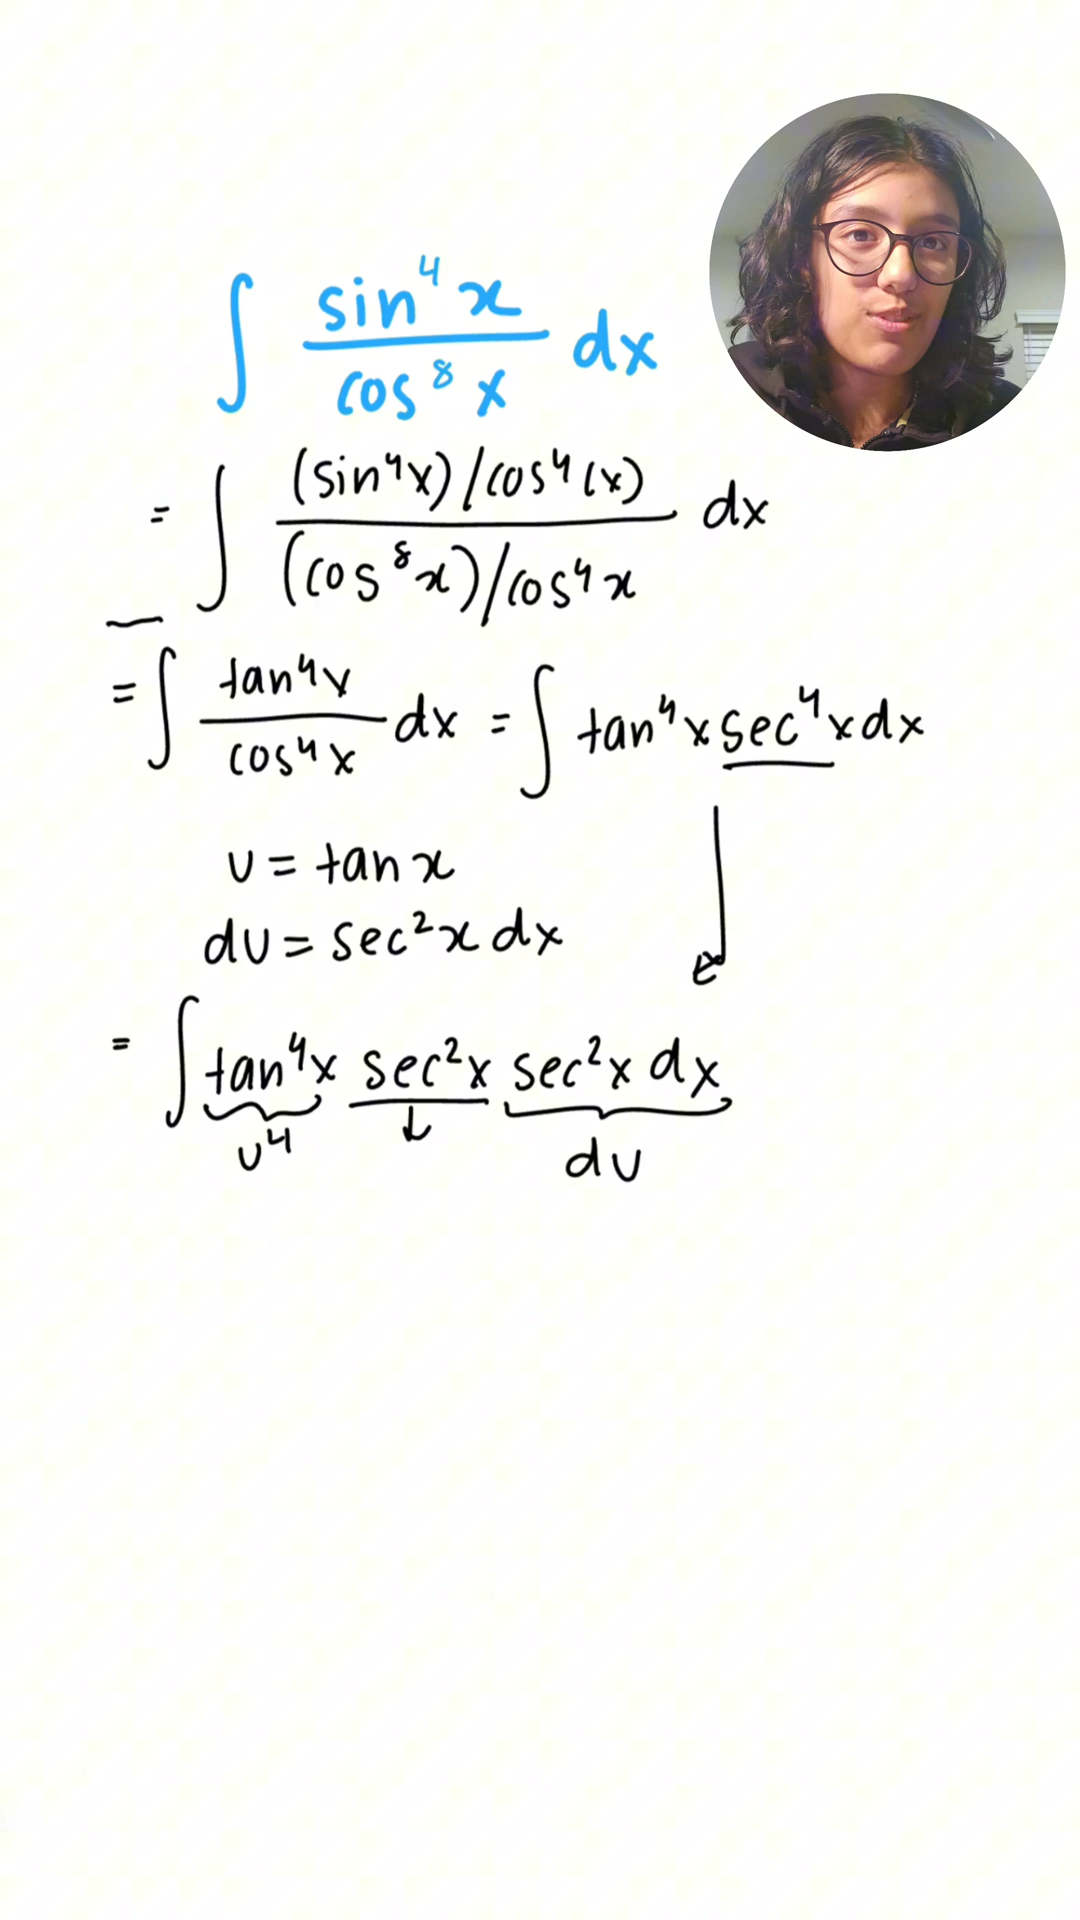 ∫ sin⁴x / cos⁸x dx
= ∫ (sin⁴x)/cos⁴(x) / (cos⁸x)/cos⁴x dx
= ∫ tan⁴x / cos⁴x dx = ∫ tan⁴x sec⁴x dx
u = tan x
du = sec²x dx
= ∫ tan⁴x sec²x sec²x dx
u⁴ ↓ du